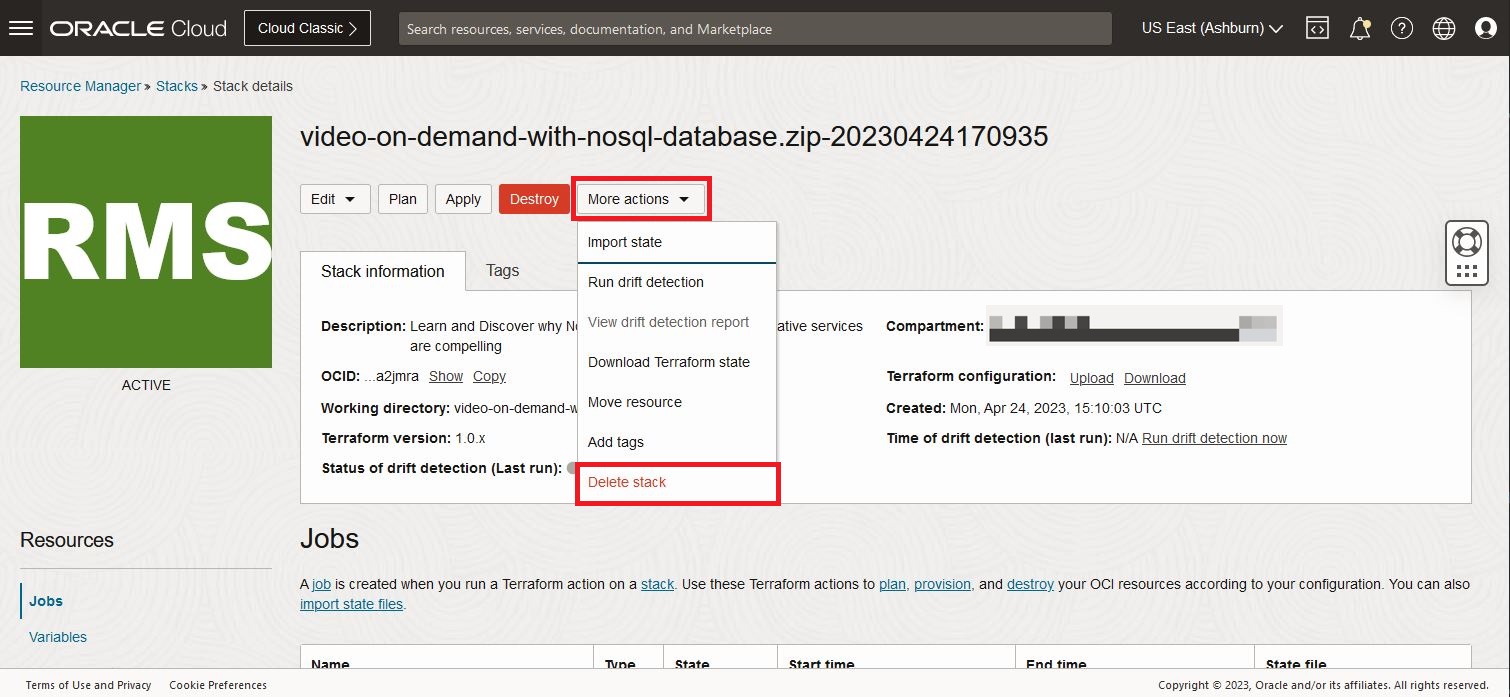 ORACLE Cloud
Cloud Classic
Search resources, services, documentation, and Marketplace
US East (Ashburn)
Resource Manager » Stacks » Stack details
RMS
ACTIVE
video-on-demand-with-nosql-database.zip-20230424170935
Edit Plan Apply Destroy More actions
Import state
Run drift detection
View drift detection report
Download Terraform state
Move resource
Add tags
Delete stack
Stack information Tags
Description: Learn and Discover why ative services
are compelling
OCID: ...a2jmra Show Copy
Working directory: video-on-demand-w
Terraform version: 1.0.x
Status of drift detection (Last run):
Compartment:
Terraform configuration: Upload Download
Created: Mon, Apr 24, 2023, 15:10:03 UTC
Time of drift detection (last run): N/A Run drift detection now
Resources
Jobs
Variables
Jobs
A job is created when you run a Terraform action on a stack. Use these Terraform actions to plan, provision, and destroy your OCI resources according to your configuration. You can also
import state files.
Name Type State Start time End time State file
Terms of Use and Privacy Cookie Preferences
Copyright © 2023, Oracle and/or its affiliates. All rights reserved.